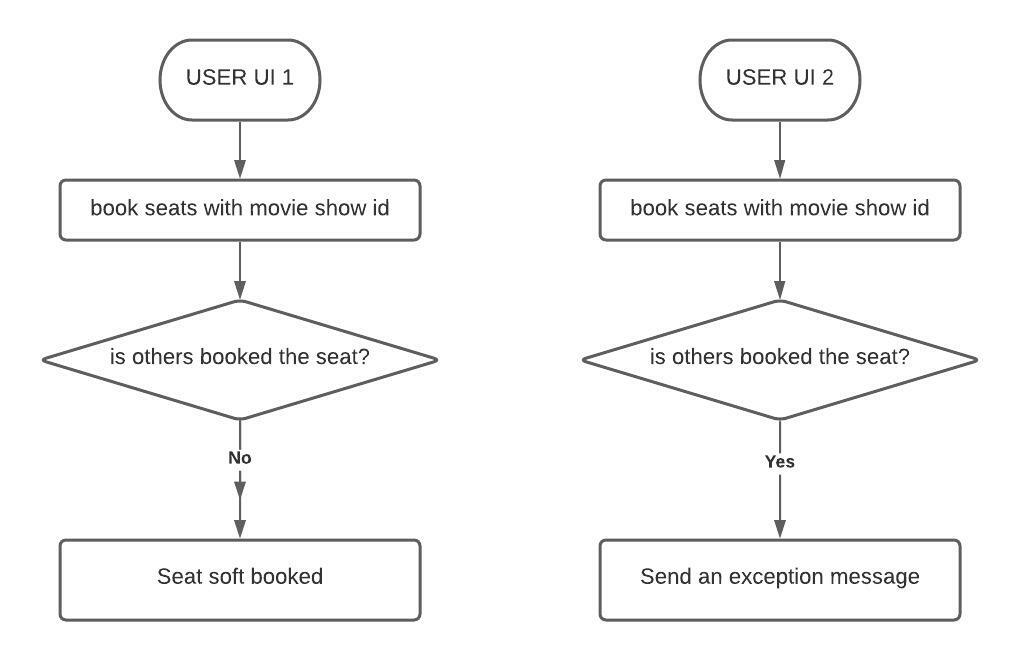 USER UI 1
USER UI 2
book seats with movie show id
book seats with movie show id
is others booked the seat?
is others booked the seat?
No
Yes
Seat soft booked
Send an exception message